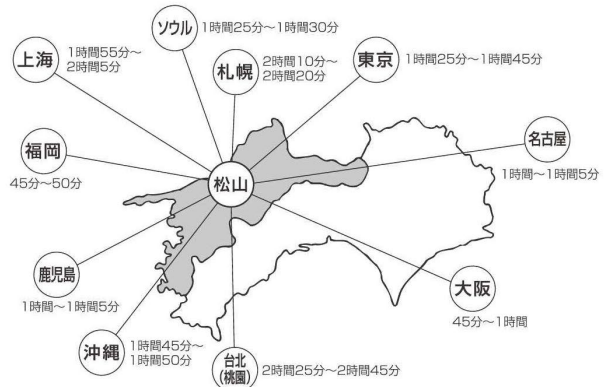 ソウル
1時間25分～1時間30分
上海
1時間55分～
2時間5分
札幌
2時間10分～
2時間20分
東京
1時間25分～1時間45分
福岡
45分～50分
名古屋
1時間～1時間5分
松山
鹿児島
1時間～1時間5分
大阪
45分～1時間
沖縄
1時間45分～
1時間50分
台北
(桃園)
2時間25分～2時間45分